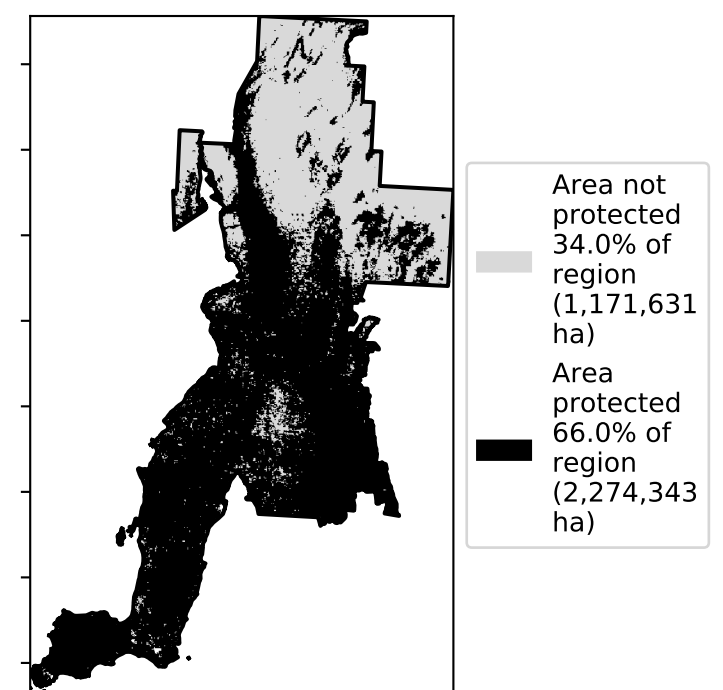 Area not
protected
34.0% of
region
(1,171,631
ha)
Area
protected
66.0% of
region
(2,274,343
ha)